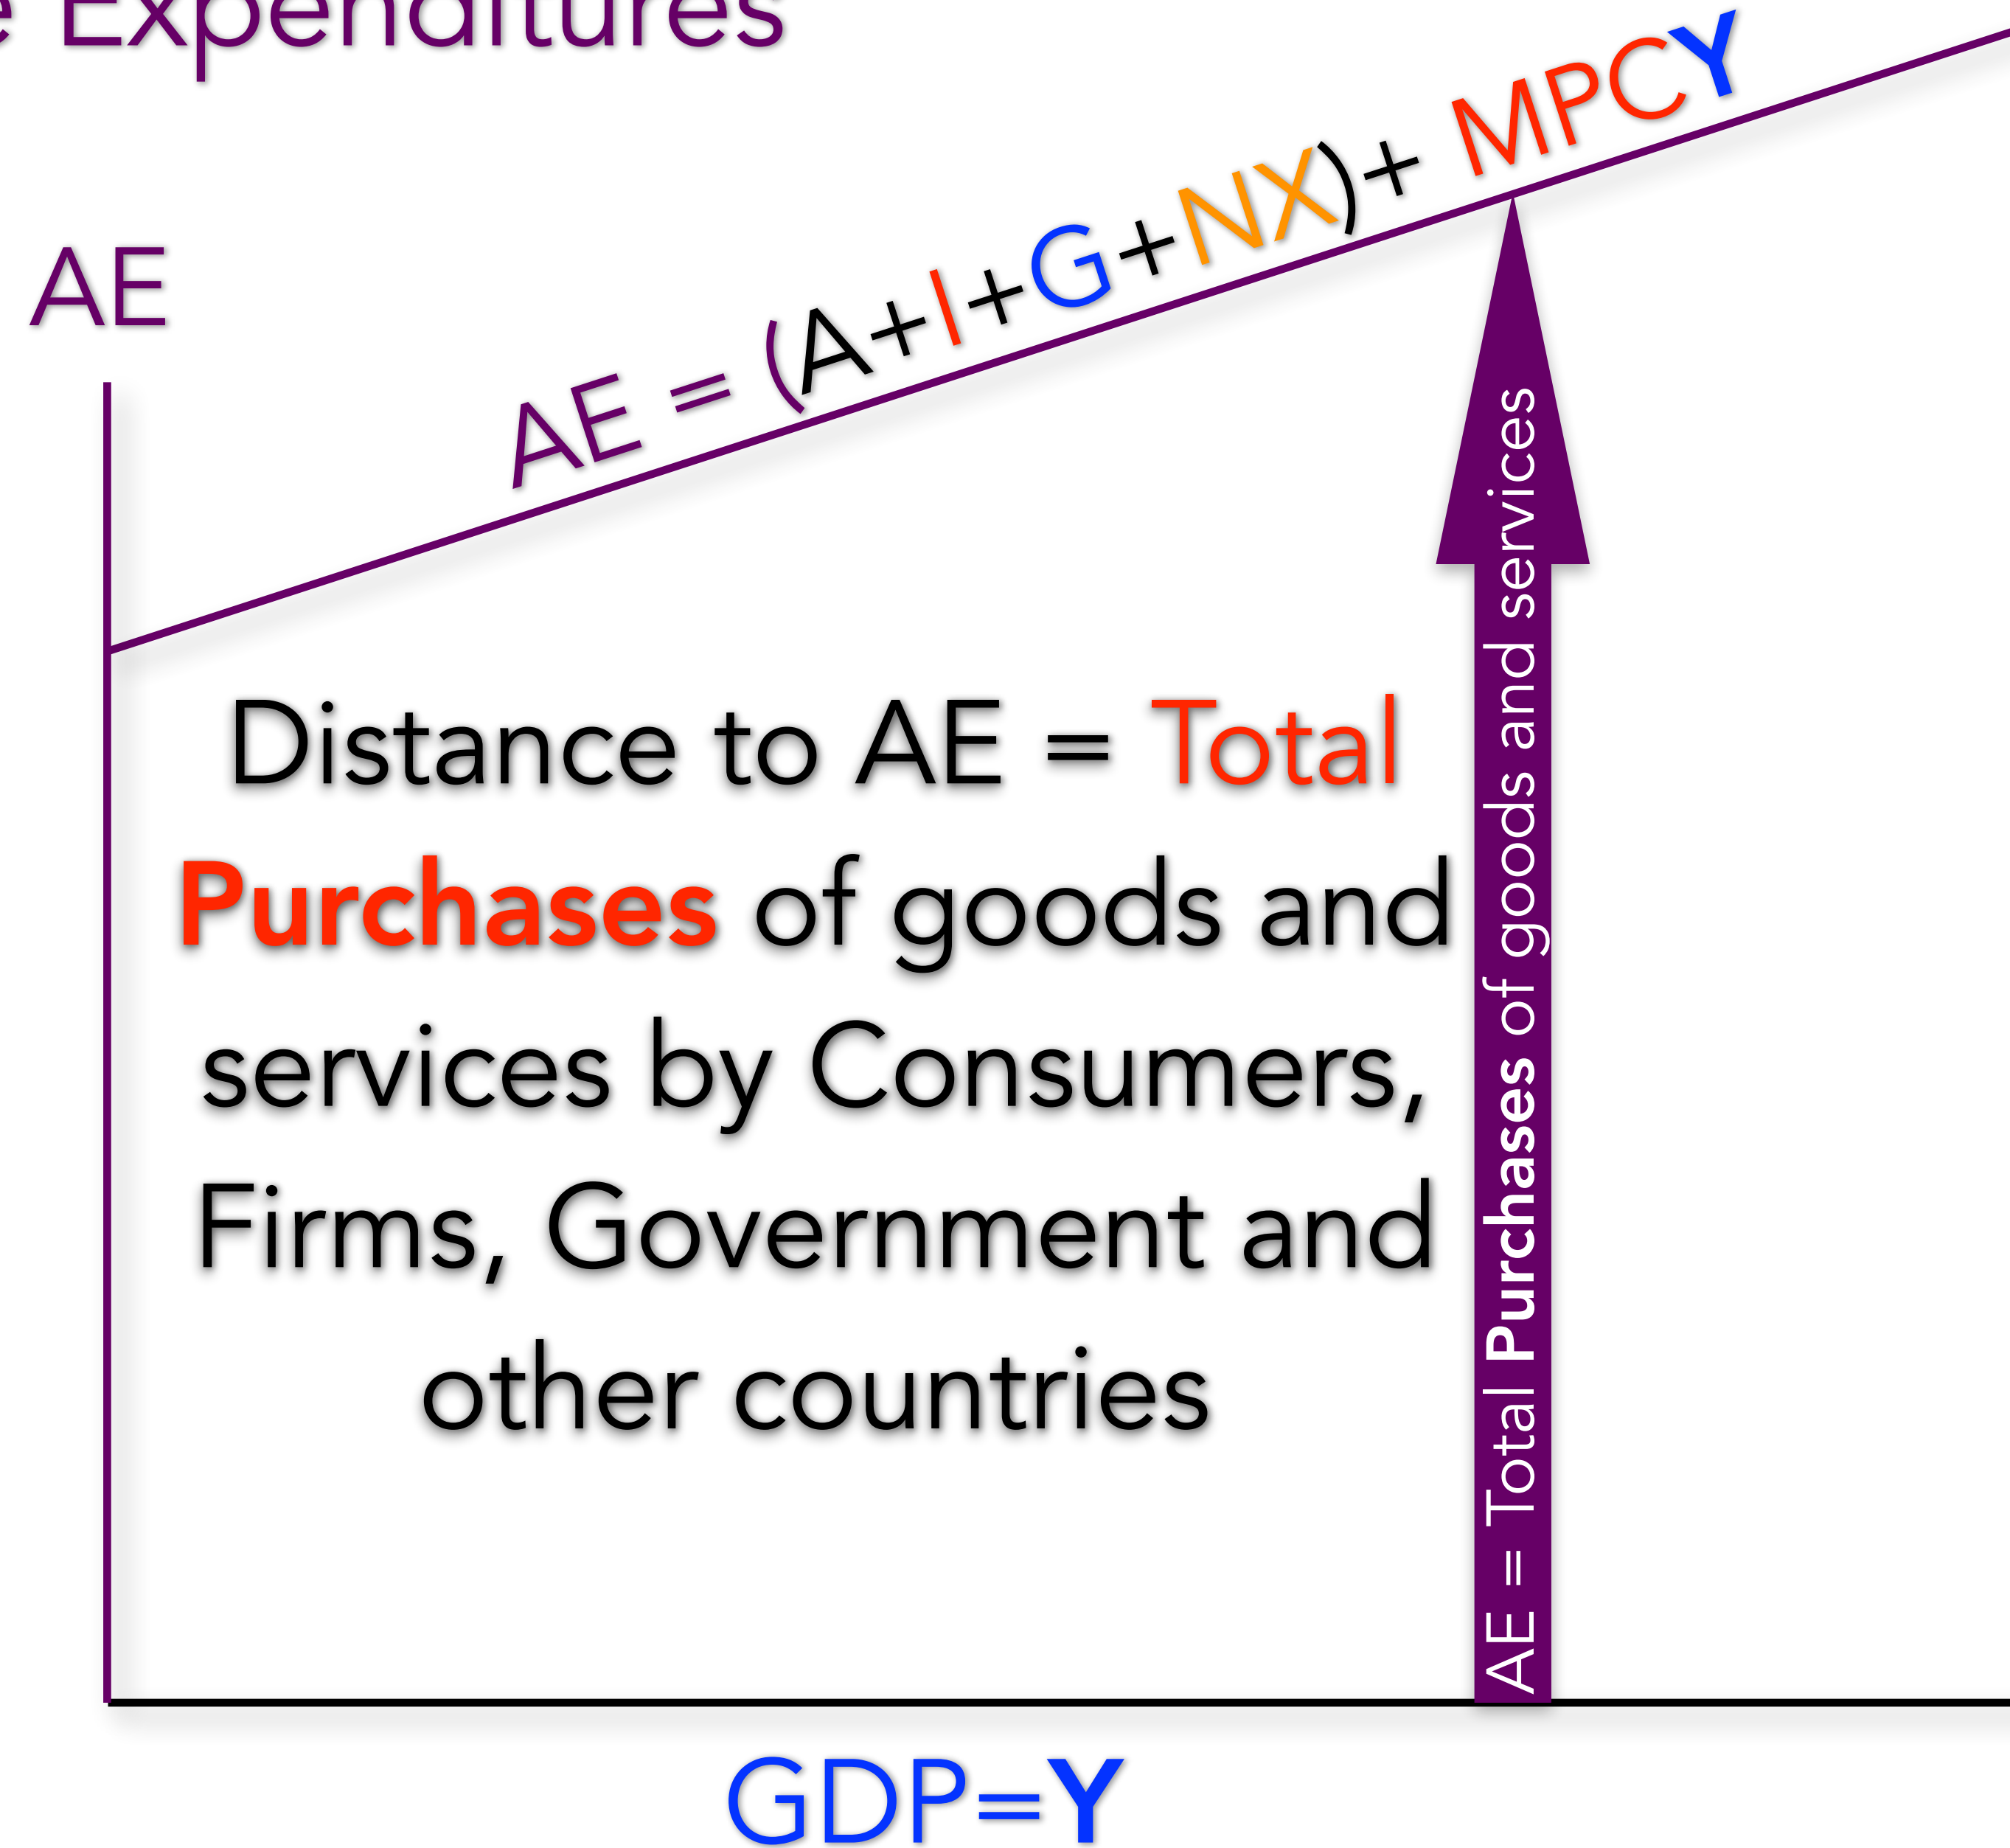 Expenditures
AE = (A+I+G+NX)+ MPCY
AE
Distance to AE = Total
Purchases of goods and
services by Consumers,
Firms, Government and
other countries
AE = Total Purchases of goods and services
GDP=Y